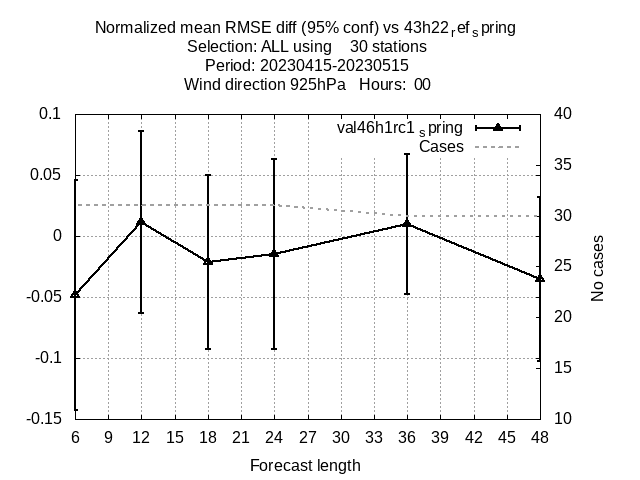 Normalized mean RMSE diff (95% conf) vs 43h22refspring
Selection: ALL using 30 stations
Period: 20230415-20230515
Wind direction 925hPa Hours: 00
0.1
0.05
0
-0.05
-0.1
-0.15
val46h1rc1spring
Cases
40
35
30
25
20
15
10
No cases
6 9 12 15 18 21 24 27 30 33 36 39 42 45 48
Forecast length